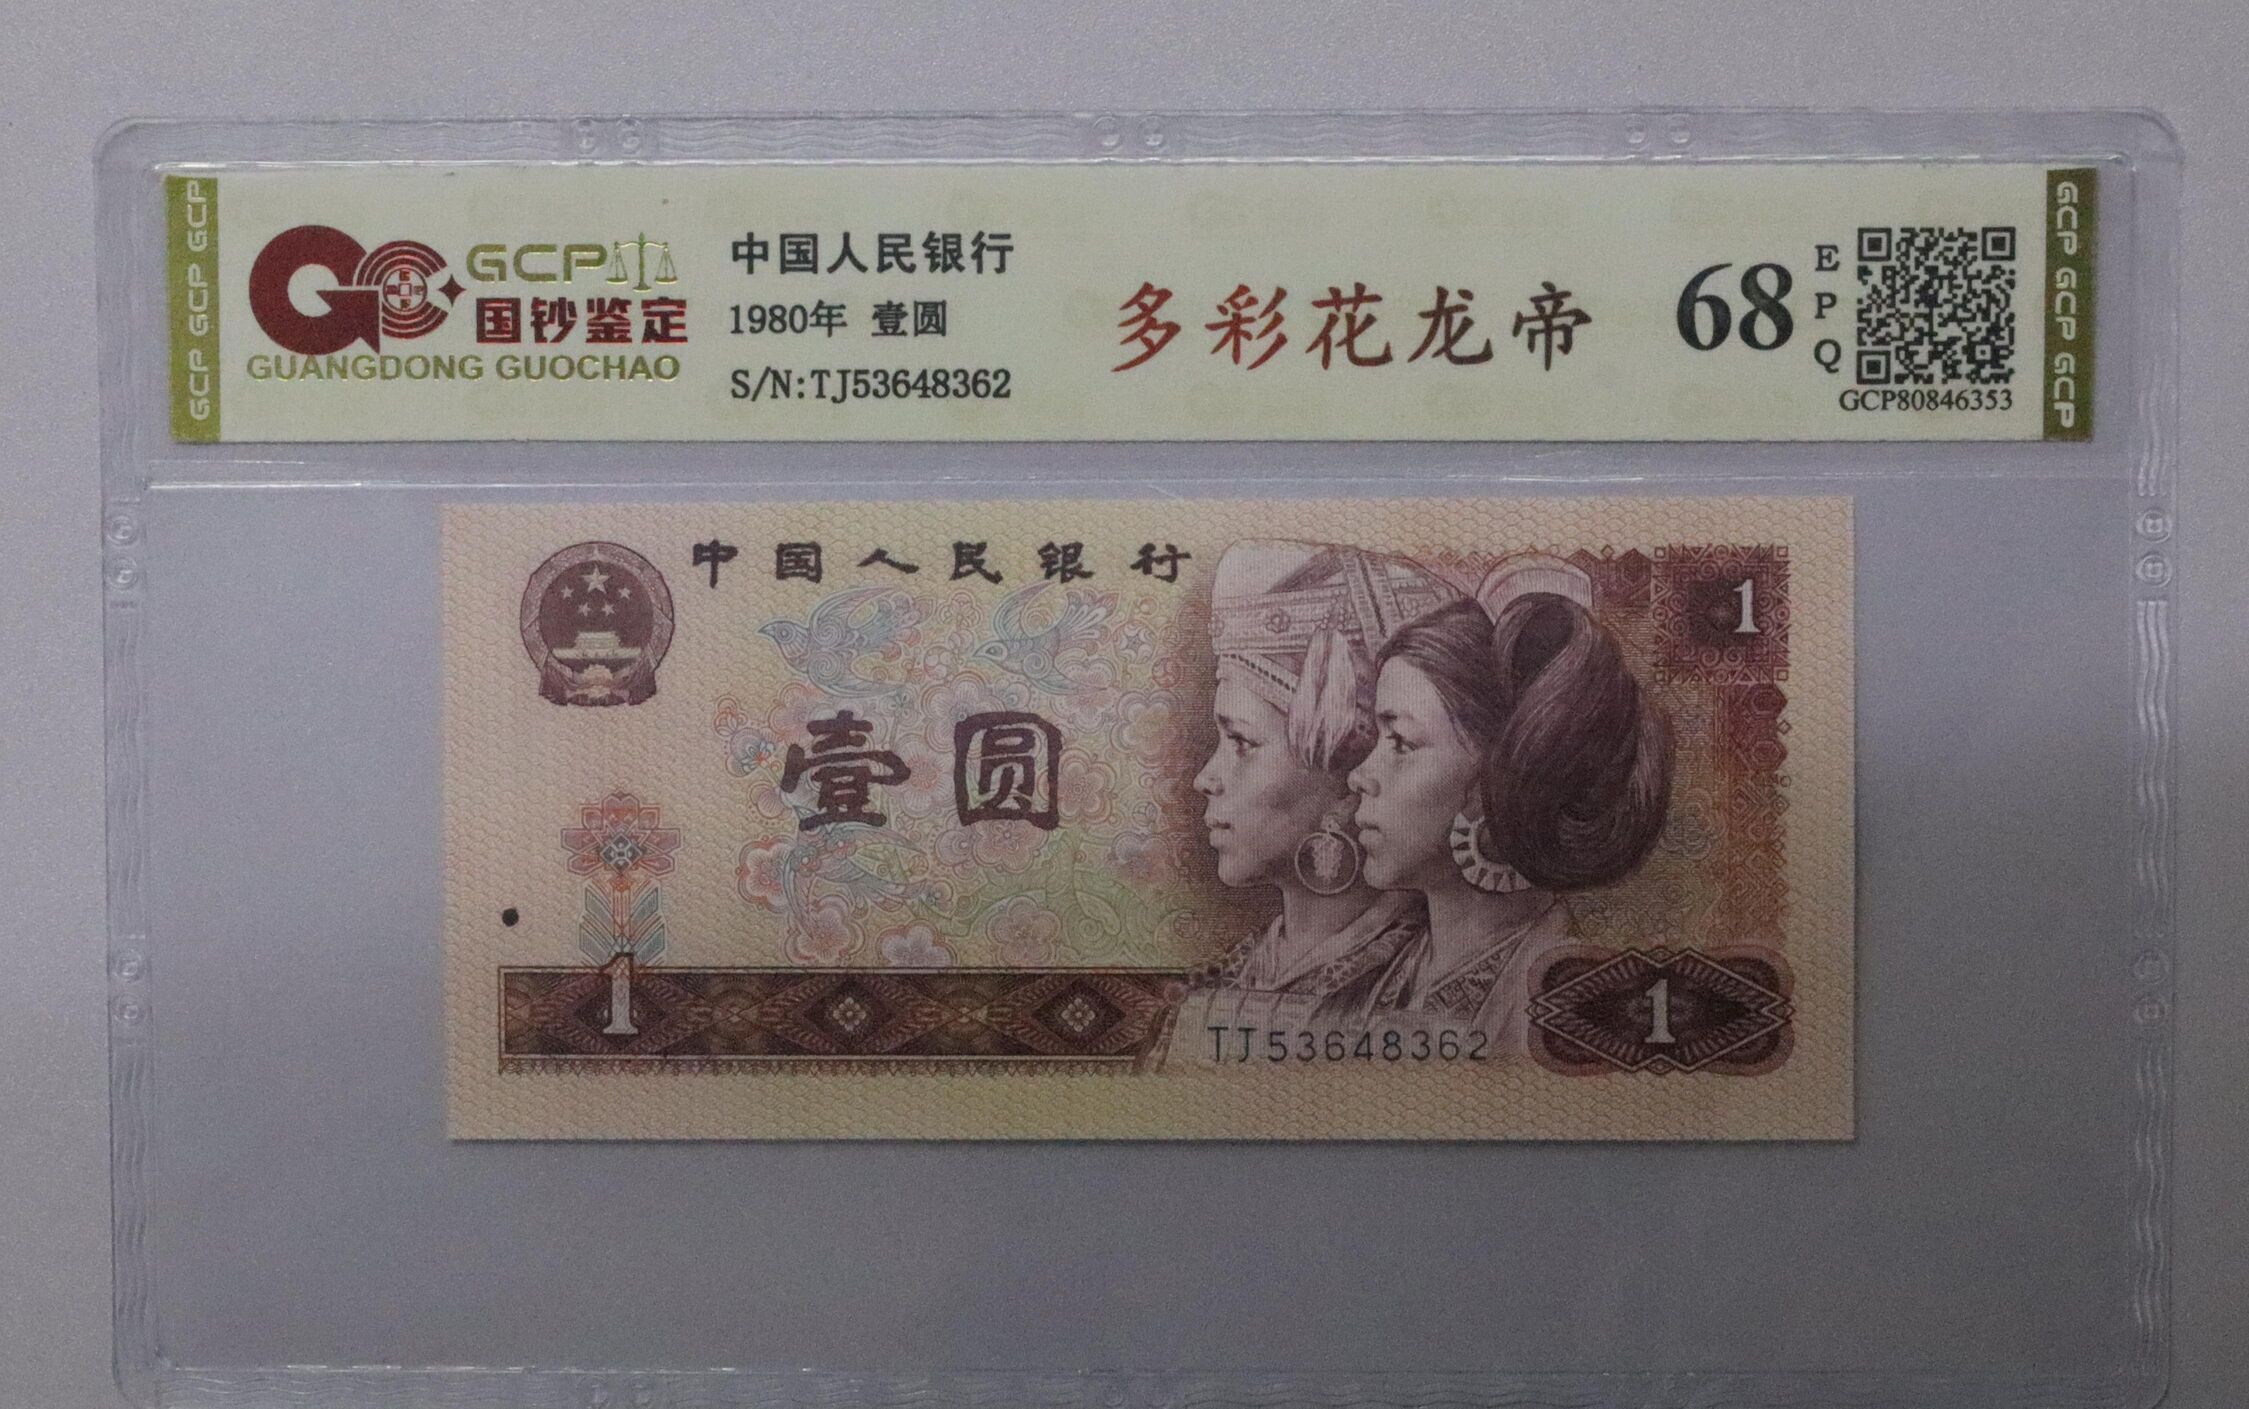 GCP
国钞鉴定
GUANGDONG GUOCHAO
中国人民银行
1980年 壹圆
S/N:TJ53648362
多彩花龙帝
68
E
P
Q
GCP80846353
GCP GCP GCP
GCP GCP GCP
中国人民银行
1
壹圆
1
TJ53648362
1